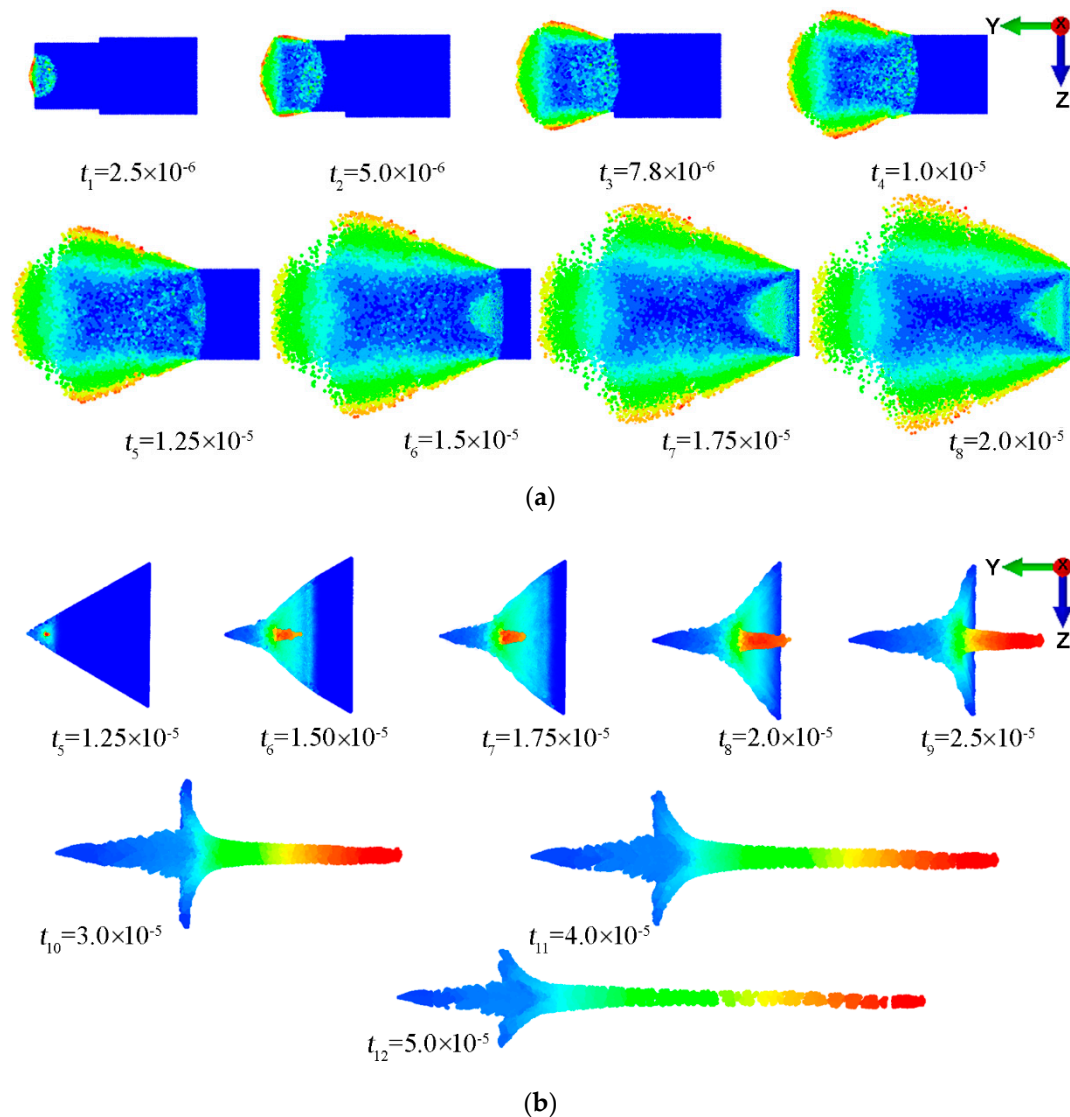 Y X
Z
t₁=2.5×10⁻⁶ t₂=5.0×10⁻⁶ t₃=7.8×10⁻⁶ t₄=1.0×10⁻⁵
t₅=1.25×10⁻⁵ t₆=1.5×10⁻⁵ t₇=1.75×10⁻⁵ t₈=2.0×10⁻⁵
(a)
Y X
Z
t₅=1.25×10⁻⁵ t₆=1.50×10⁻⁵ t₇=1.75×10⁻⁵ t₈=2.0×10⁻⁵ t₉=2.5×10⁻⁵
t₁₀=3.0×10⁻⁵ t₁₁=4.0×10⁻⁵
t₁₂=5.0×10⁻⁵
(b)